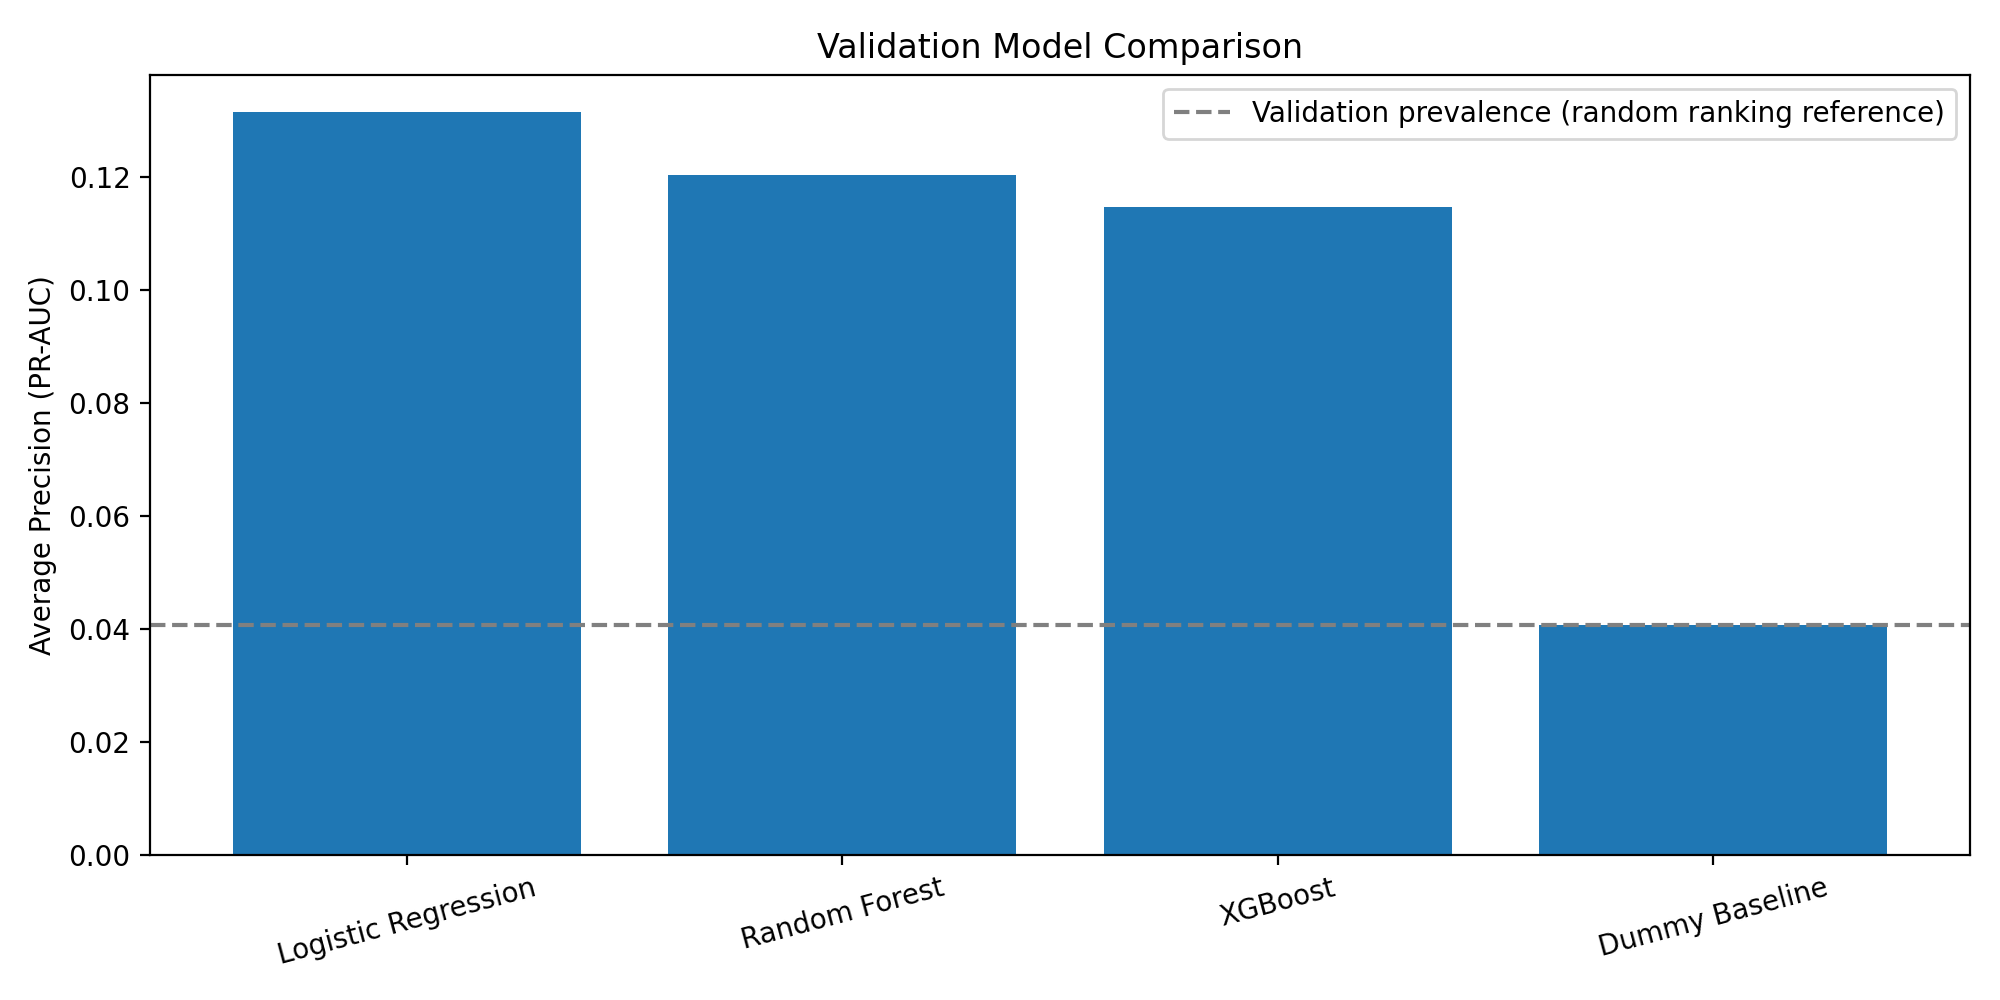 Validation Model Comparison
Validation prevalence (random ranking reference)
Average Precision (PR-AUC)
0.12
0.10
0.08
0.06
0.04
0.02
0.00
Logistic Regression
Random Forest
XGBoost
Dummy Baseline